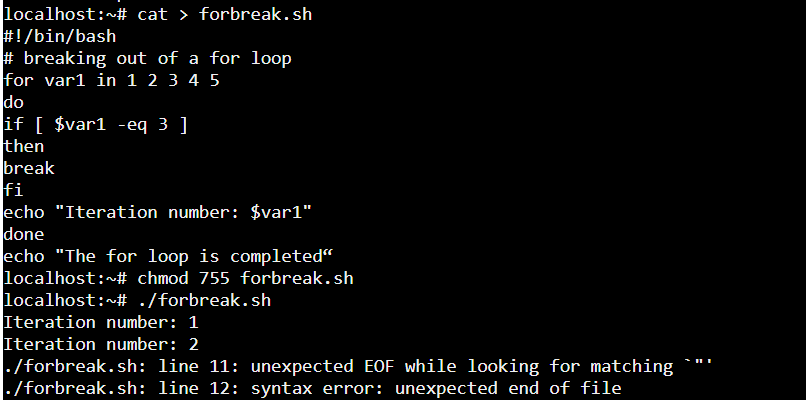 localhost:~# cat > forbreak.sh
#!/bin/bash
# breaking out of a for loop
for var1 in 1 2 3 4 5
do
if [ $var1 -eq 3 ]
then
break
fi
echo "Iteration number: $var1"
done
echo "The for loop is completed“
localhost:~# chmod 755 forbreak.sh
localhost:~# ./forbreak.sh
Iteration number: 1
Iteration number: 2
./forbreak.sh: line 11: unexpected EOF while looking for matching `"'
./forbreak.sh: line 12: syntax error: unexpected end of file